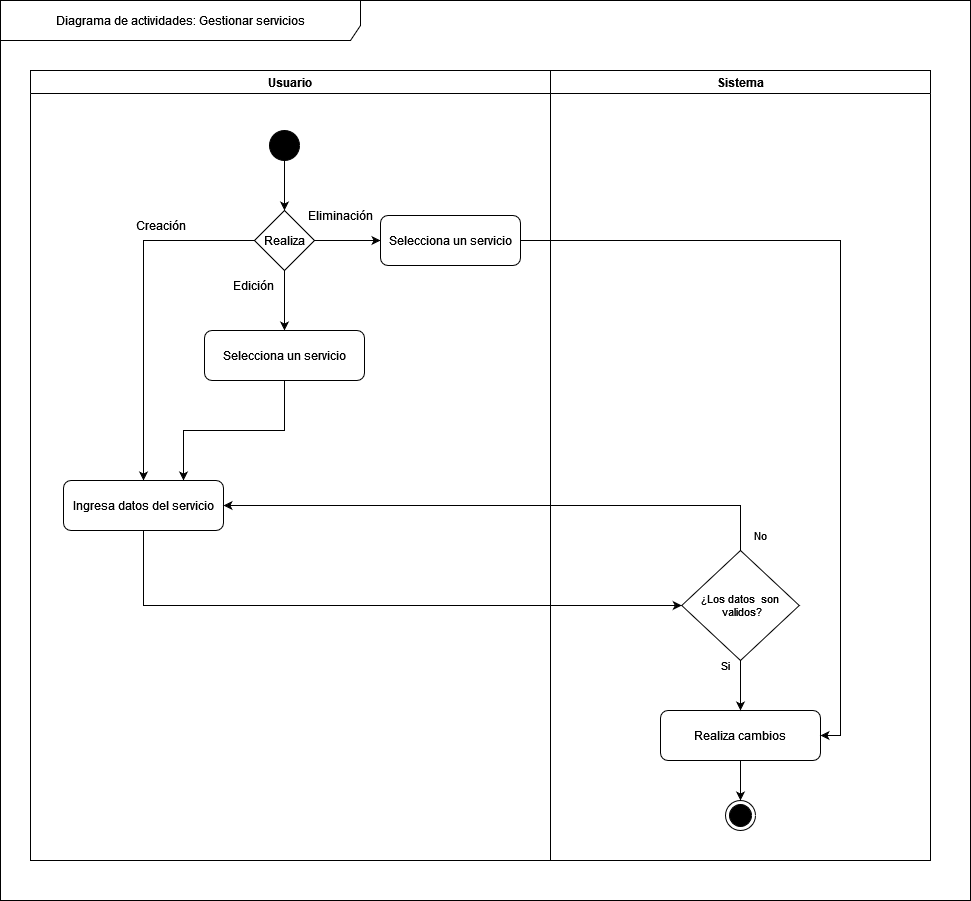 Diagrama de actividades: Gestionar servicios
Usuario
Sistema
Eliminación
Creación
Realiza
Selecciona un servicio
Edición
Selecciona un servicio
Ingresa datos del servicio
No
¿Los datos son
validos?
Si
Realiza cambios